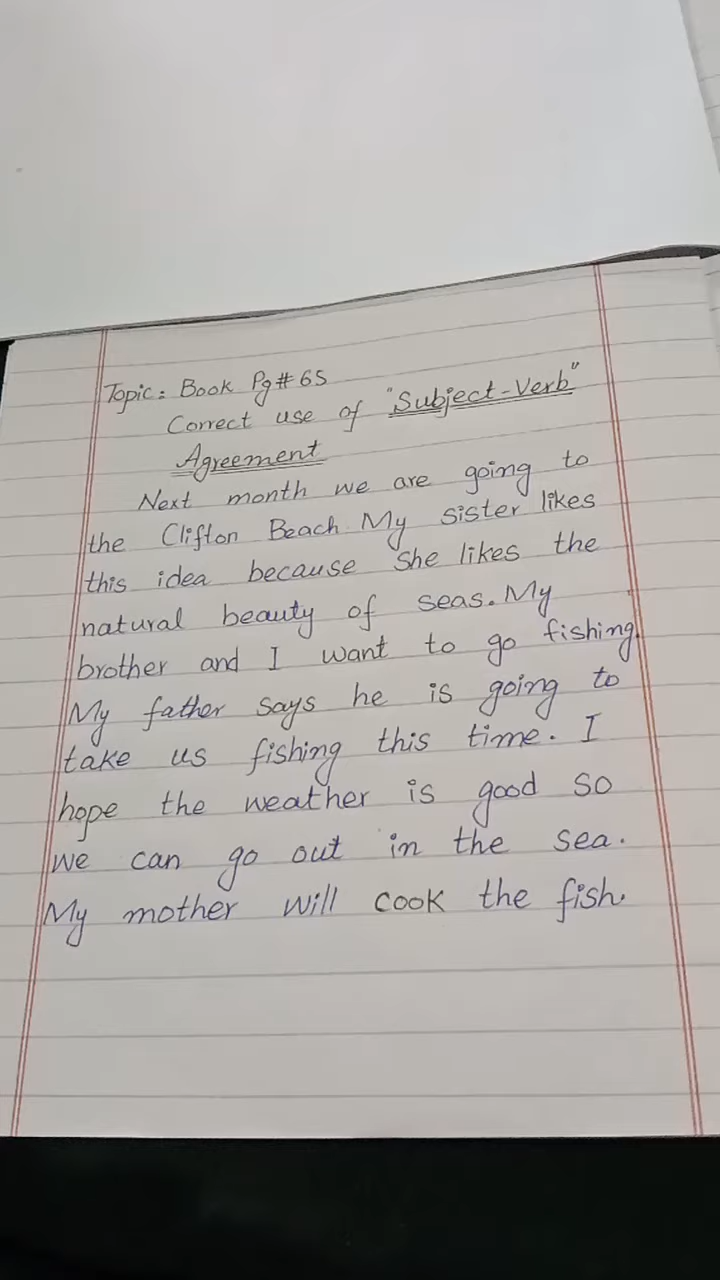 Topic: Book Pg# 65
Correct use of "Subject-Verb"
Agreement
Next month we are going to
the Clifton Beach My sister likes
this idea because She likes the
natural beauty of seas. My
brother and I want to go fishing.
My father says he is going to
take us fishing this time. I
hope the weather is good so
we can go out in the sea.
My mother will cook the fish.